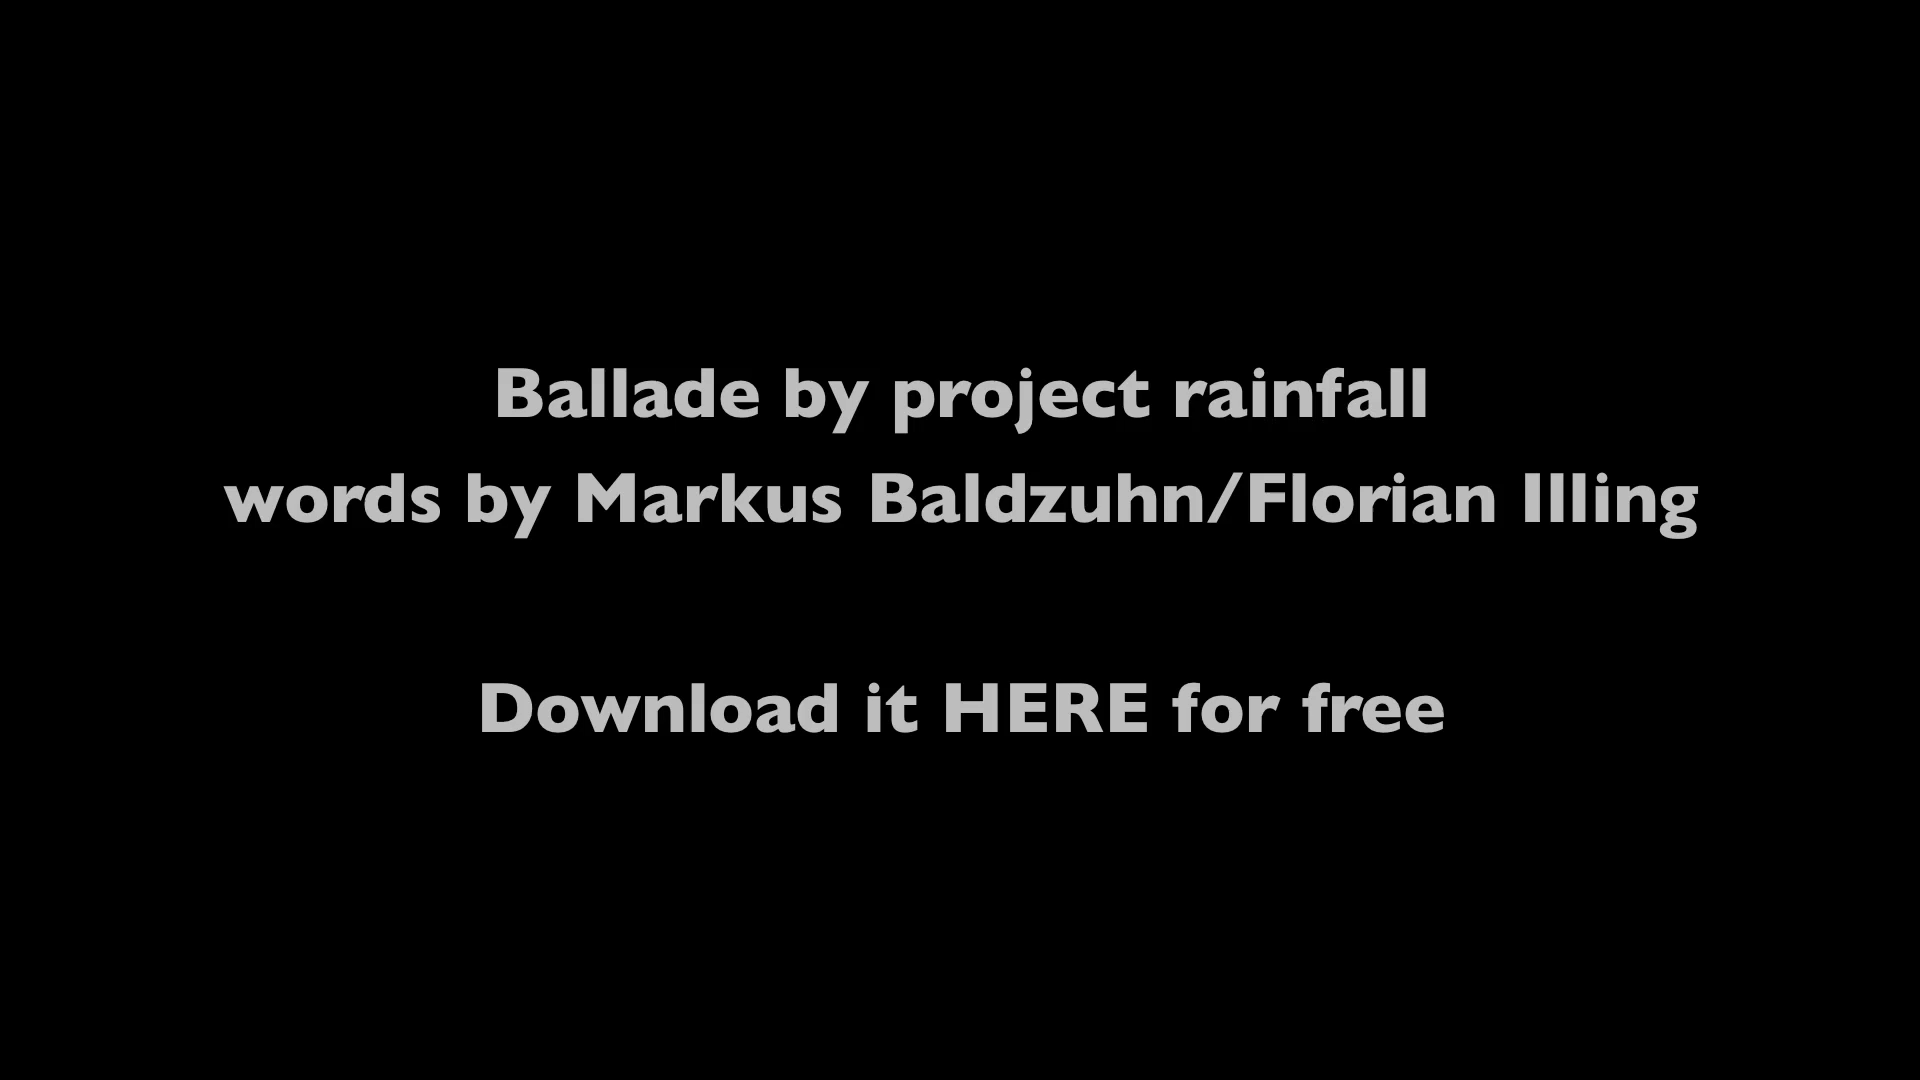 Ballade by project rainfall
words by Markus Baldzuhn/Florian Illing
Download it HERE for free